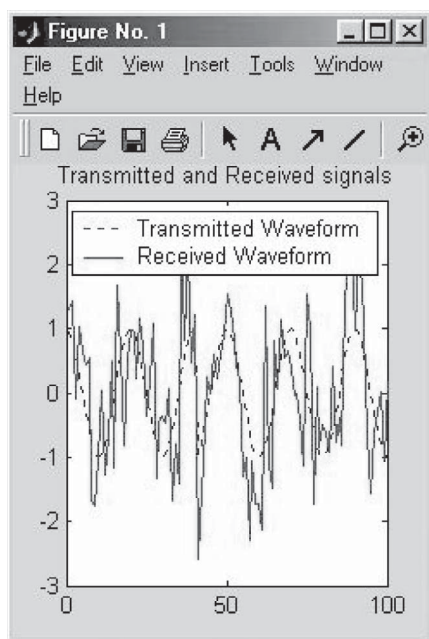 Figure No. 1
File Edit View Insert Tools Window
Help
A
Transmitted and Received signals
3
Transmitted Waveform
Received Waveform
2
1
0
-1
-2
-3
0 50 100